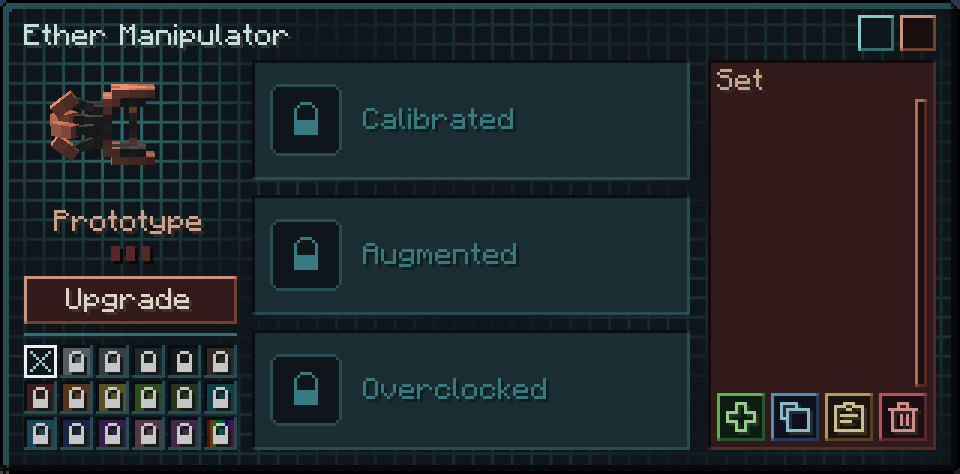 Ether Manipulator
Prototype
Upgrade
Calibrated
Augmented
Overclocked
Set